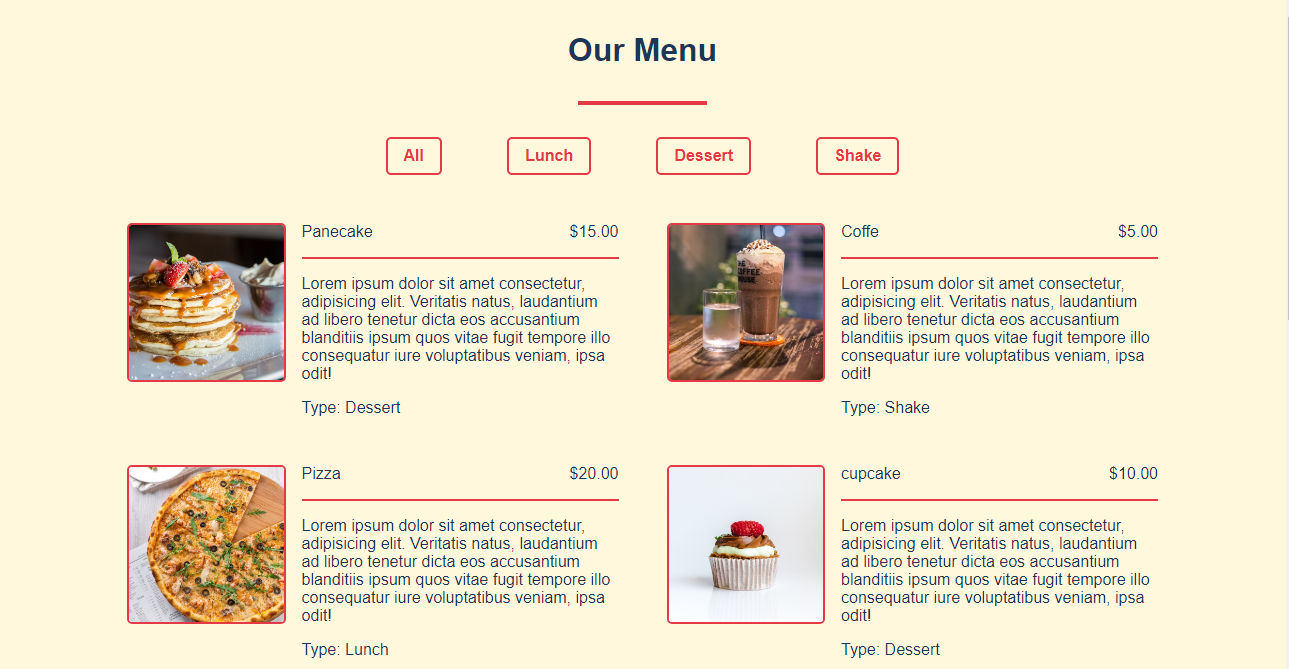 Our Menu
All
Lunch
Dessert
Shake
Panecake
$15.00
Lorem ipsum dolor sit amet consectetur,
adipisicing elit. Veritatis natus, laudantium
ad libero tenetur dicta eos accusantium
blanditiis ipsum quos vitae fugit tempore illo
consequatur iure voluptatibus veniam, ipsa
odit!
Type: Dessert
COFFEE
Coffe
$5.00
Lorem ipsum dolor sit amet consectetur,
adipisicing elit. Veritatis natus, laudantium
ad libero tenetur dicta eos accusantium
blanditiis ipsum quos vitae fugit tempore illo
consequatur iure voluptatibus veniam, ipsa
odit!
Type: Shake
Pizza
$20.00
Lorem ipsum dolor sit amet consectetur,
adipisicing elit. Veritatis natus, laudantium
ad libero tenetur dicta eos accusantium
blanditiis ipsum quos vitae fugit tempore illo
consequatur iure voluptatibus veniam, ipsa
odit!
Type: Lunch
cupcake
$10.00
Lorem ipsum dolor sit amet consectetur,
adipisicing elit. Veritatis natus, laudantium
ad libero tenetur dicta eos accusantium
blanditiis ipsum quos vitae fugit tempore illo
consequatur iure voluptatibus veniam, ipsa
odit!
Type: Dessert